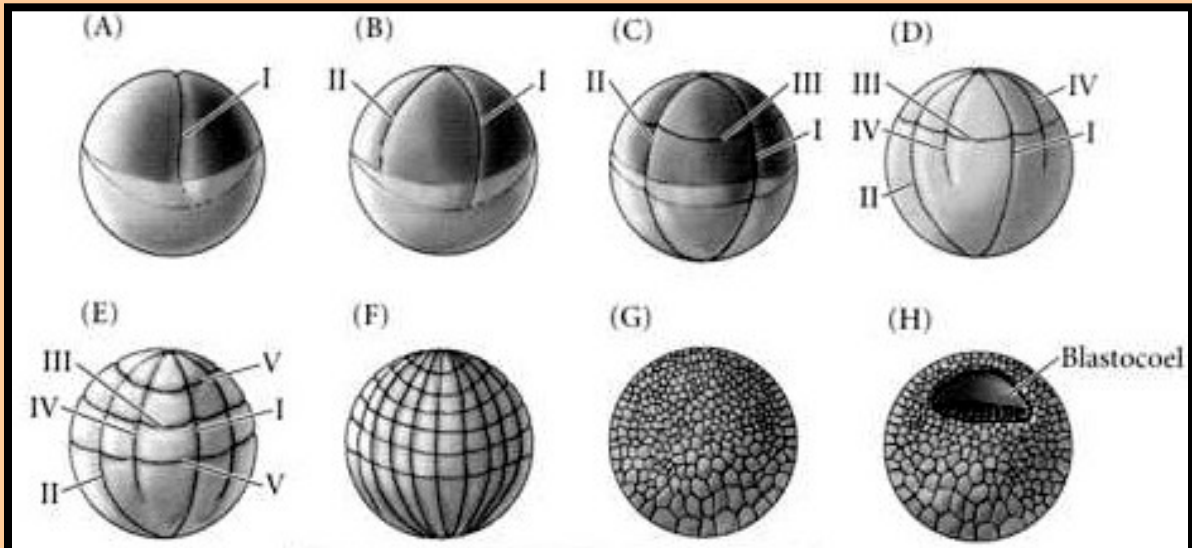 (A)
(B)
(C)
(D)
I
II
I
II
III
I
III
IV
IV
I
II
(E)
(F)
(G)
(H)
III
V
IV
I
II
V
Blastocoel